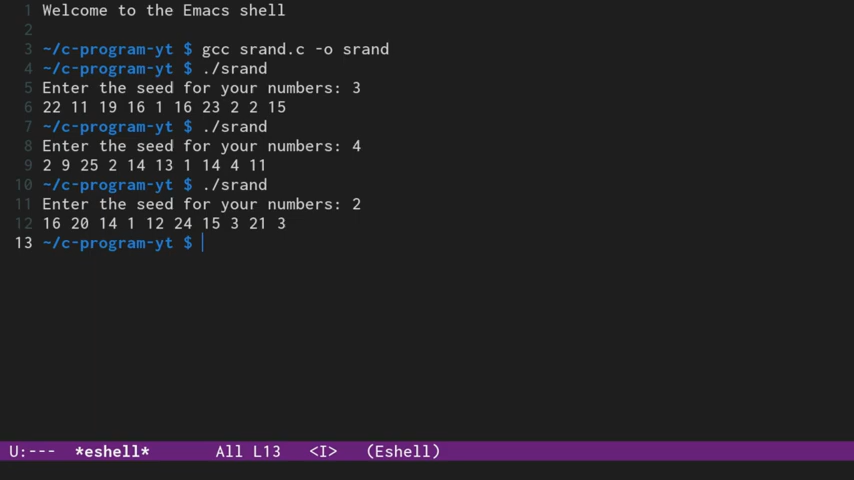 1 Welcome to the Emacs shell
2
3 ~/c-program-yt $ gcc srand.c -o srand
4 ~/c-program-yt $ ./srand
5 Enter the seed for your numbers: 3
6 22 11 19 16 1 16 23 2 2 15
7 ~/c-program-yt $ ./srand
8 Enter the seed for your numbers: 4
9 2 9 25 2 14 13 1 14 4 11
10 ~/c-program-yt $ ./srand
11 Enter the seed for your numbers: 2
12 16 20 14 1 12 24 15 3 21 3
13 ~/c-program-yt $
U:--- *eshell* All L13 <I> (Eshell)